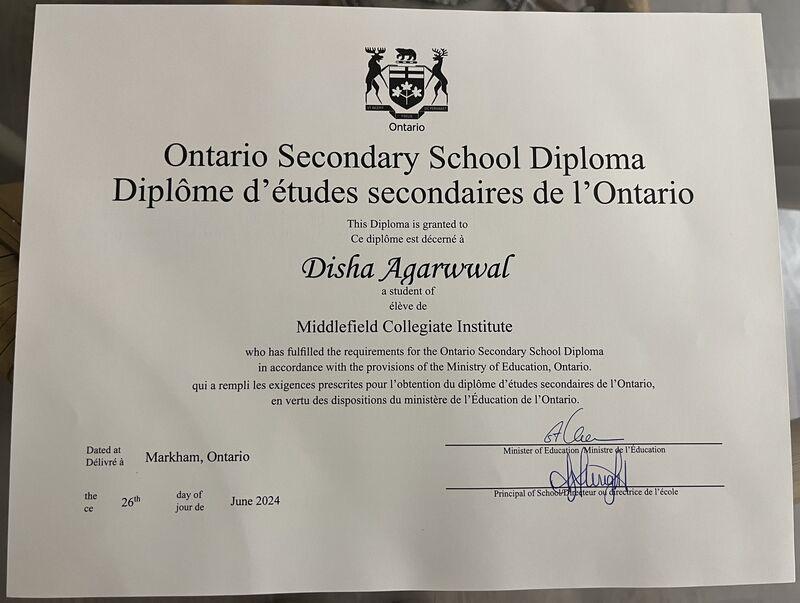 Ontario
Ontario Secondary School Diploma
Diplôme d’études secondaires de l’Ontario
This Diploma is granted to
Ce diplôme est décerné à
Disha Agarwwal
a student of
élève de
Middlefield Collegiate Institute
who has fulfilled the requirements for the Ontario Secondary School Diploma
in accordance with the provisions of the Ministry of Education, Ontario.
qui a rempli les exigences prescrites pour l’obtention du diplôme d’études secondaires de l’Ontario,
en vertu des dispositions du ministère de l’Éducation de l’Ontario.
Minister of Education/Ministre de l’Éducation
Dated at
Délivré à
Markham, Ontario
Principal of School/Directeur ou directrice de l’école
the
ce
26th
day of
jour de
June 2024